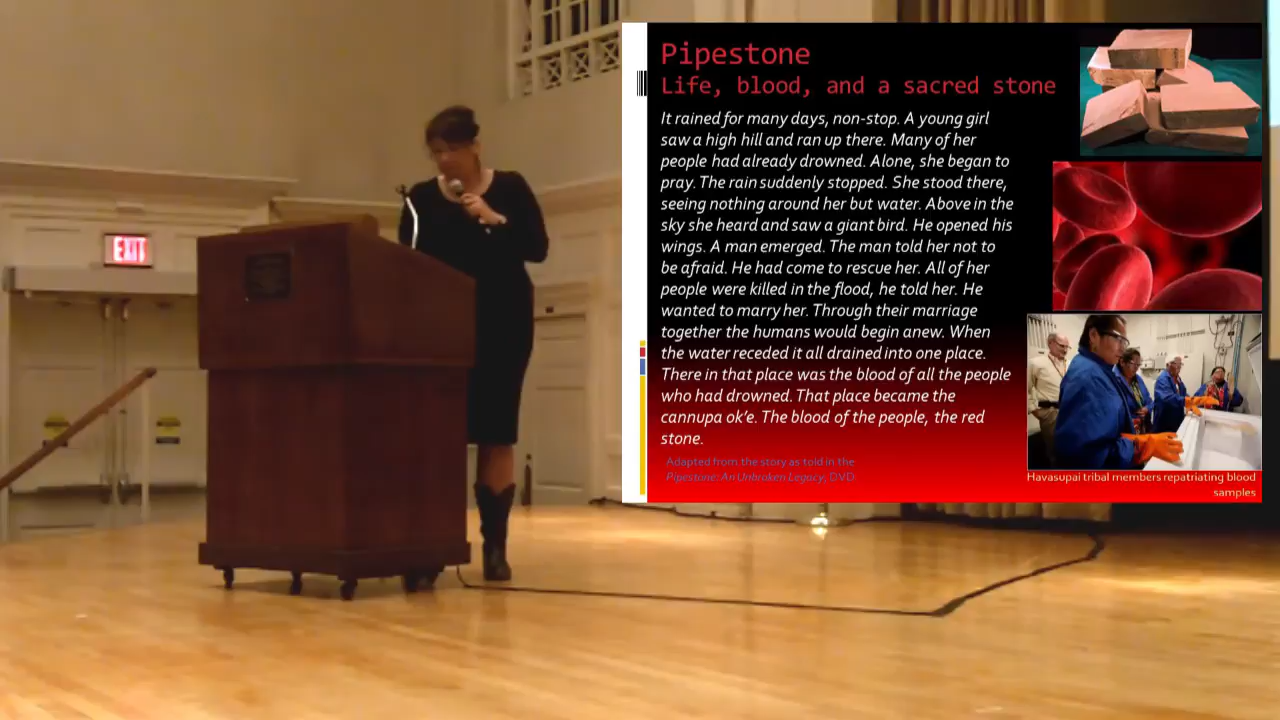 EXIT
Pipestone
Life, blood, and a sacred stone
It rained for many days, non-stop. A young girl
saw a high hill and ran up there. Many of her
people had already drowned. Alone, she began to
pray. The rain suddenly stopped. She stood there,
seeing nothing around her but water. Above in the
sky she heard and saw a giant bird. He opened his
wings. A man emerged. The man told her not to
be afraid. He had come to rescue her. All of her
people were killed in the flood, he told her. He
wanted to marry her. Through their marriage
together the humans would begin anew. When
the water receded it all drained into one place.
There in that place was the blood of all the people
who had drowned. That place became the
cannupa ok'e. The blood of the people, the red
stone.
Adapted from the story as told in the
Pipestone: An Unbroken Legacy, DVD
Havasupai tribal members repatriating blood
samples